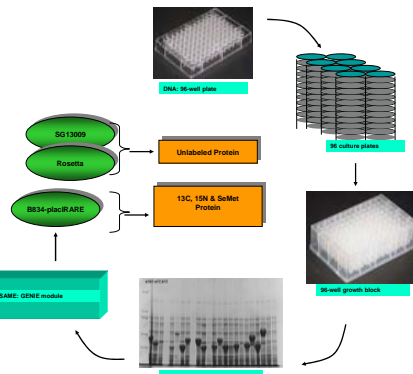 DNA: 96-well plate
SG13009
Rosetta
Unlabeled Protein
96 culture plates
B834-placIRARE
13C, 15N & SeMet
Protein
96-well growth block
SAME: GENIE module